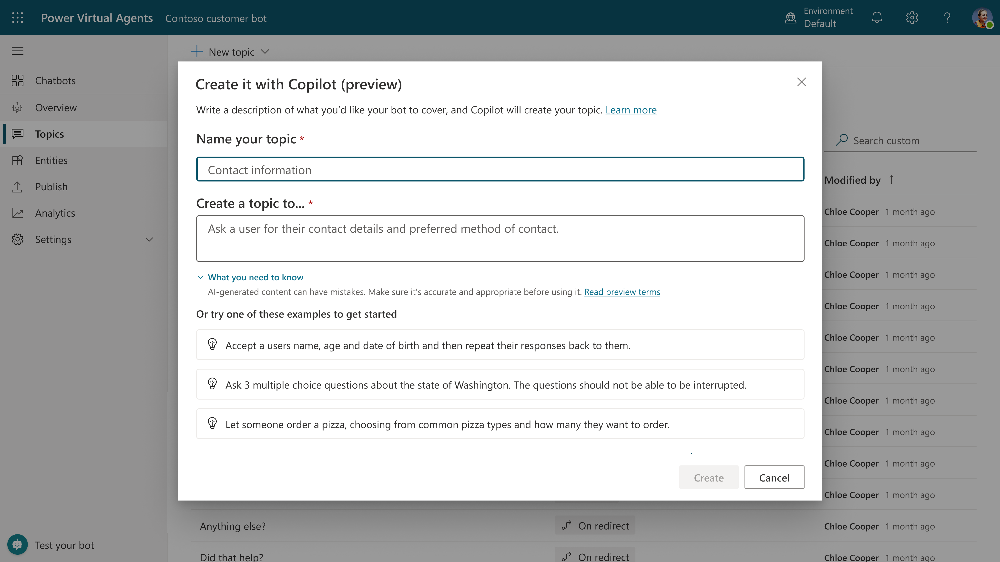 Power Virtual Agents Contoso customer bot Environment
Default ?
New topic
Chatbots
Overview
Topics
Entities
Publish
Analytics
Settings
Test your bot
Create it with Copilot (preview)
Write a description of what you’d like your bot to cover, and Copilot will create your topic. Learn more
Name your topic *
Contact information
Create a topic to... *
Ask a user for their contact details and preferred method of contact.
What you need to know
AI-generated content can have mistakes. Make sure it's accurate and appropriate before using it. Read preview terms
Or try one of these examples to get started
Accept a users name, age and date of birth and then repeat their responses back to them.
Ask 3 multiple choice questions about the state of Washington. The questions should not be able to be interrupted.
Let someone order a pizza, choosing from common pizza types and how many they want to order.
Create Cancel
Search custom
Modified by ↑
Chloe Cooper 1 month ago
Chloe Cooper 1 month ago
Chloe Cooper 1 month ago
Chloe Cooper 1 month ago
Chloe Cooper 1 month ago
Chloe Cooper 1 month ago
Chloe Cooper 1 month ago
Chloe Cooper 1 month ago
Chloe Cooper 1 month ago
Chloe Cooper 1 month ago
Anything else? On redirect Chloe Cooper 1 month ago
Did that help? On redirect Chloe Cooper 1 month ago